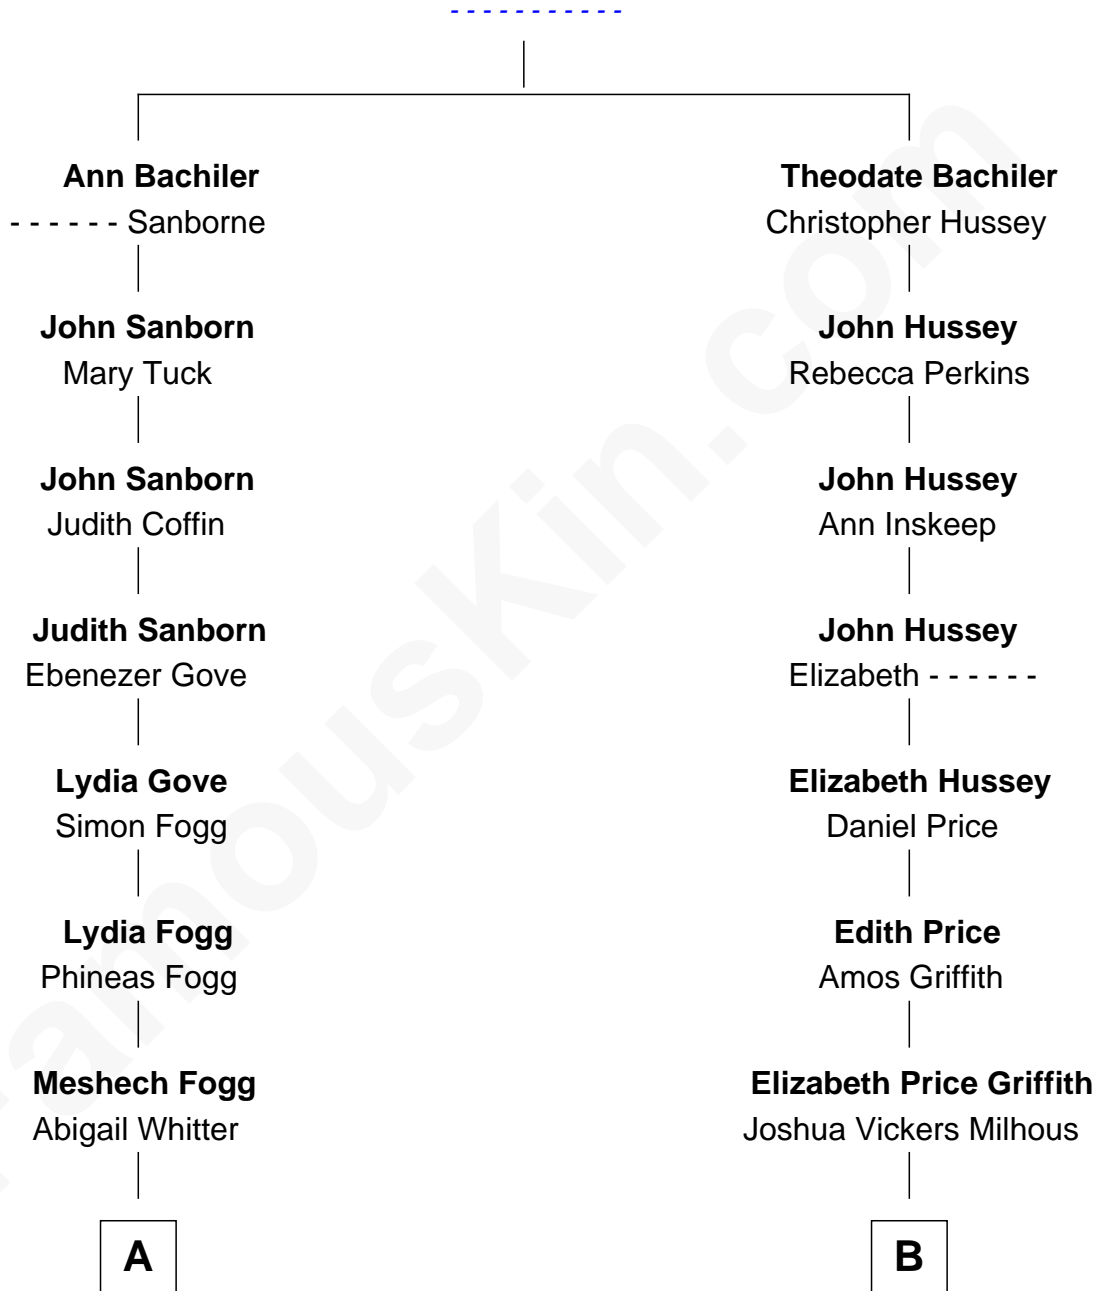 - - - - - - - - - - -
Ann Bachiler
- - - - - - Sanborne
Theodate Bachiler
Christopher Hussey
John Sanborn
Mary Tuck
John Hussey
Rebecca Perkins
John Sanborn
Judith Coffin
John Hussey
Ann Inskeep
Judith Sanborn
Ebenezer Gove
John Hussey
Elizabeth - - - - - -
Lydia Gove
Simon Fogg
Elizabeth Hussey
Daniel Price
Lydia Fogg
Phineas Fogg
Edith Price
Amos Griffith
Meshech Fogg
Abigail Whitter
Elizabeth Price Griffith
Joshua Vickers Milhous
A
B
FamousKin.com